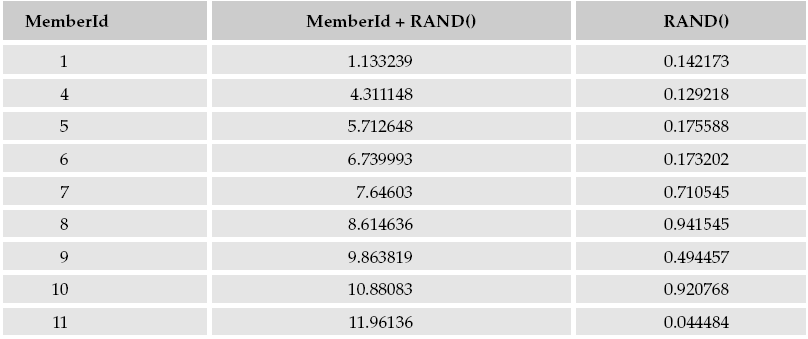 MemberId MemberId + RAND() RAND()
1 1.133239 0.142173
4 4.311148 0.129218
5 5.712648 0.175588
6 6.739993 0.173202
7 7.64603 0.710545
8 8.614636 0.941545
9 9.863819 0.494457
10 10.88083 0.920768
11 11.96136 0.044484